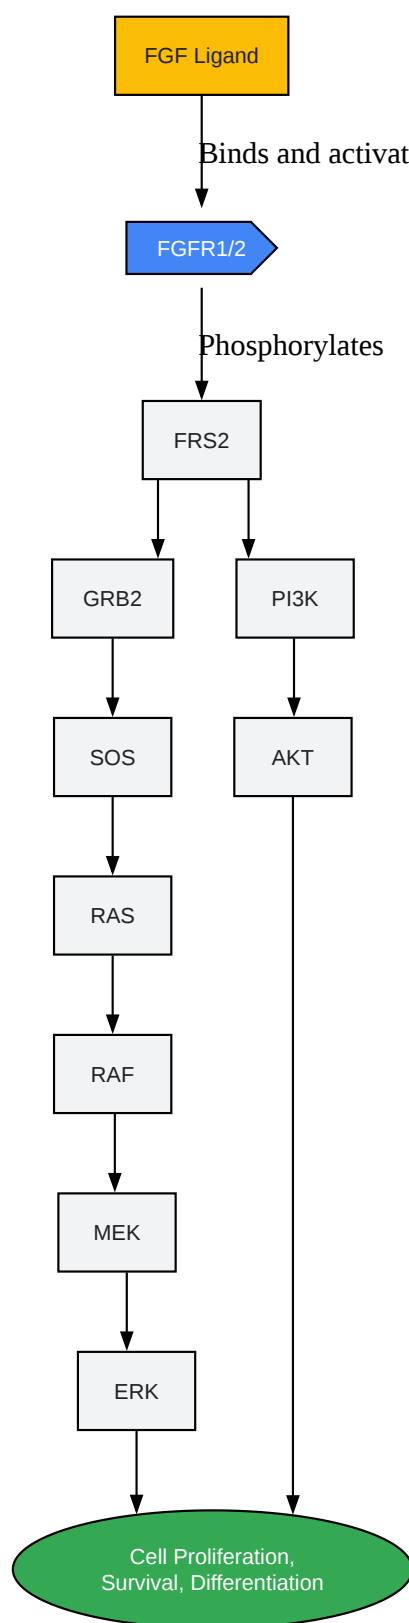 FGF Ligand
Binds and activat
FGFR1/2
Phosphorylates
FRS2
GRB2
PI3K
SOS
AKT
RAS
RAF
MEK
ERK
Cell Proliferation,
Survival, Differentiation